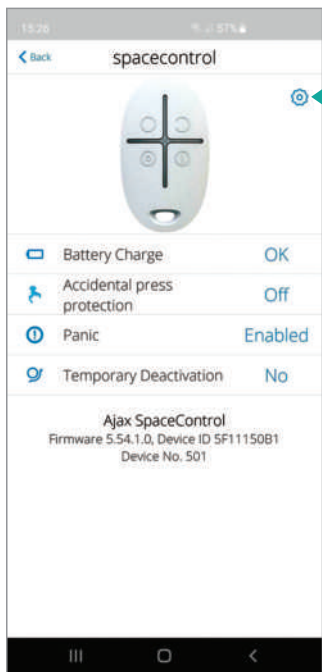 15:26 57%
Back spacecontrol
Battery Charge OK
Accidental press
protection Off
Panic Enabled
Temporary Deactivation No
Ajax SpaceControl
Firmware 5.54.1.0, Device ID 5F11150B1
Device No. 501